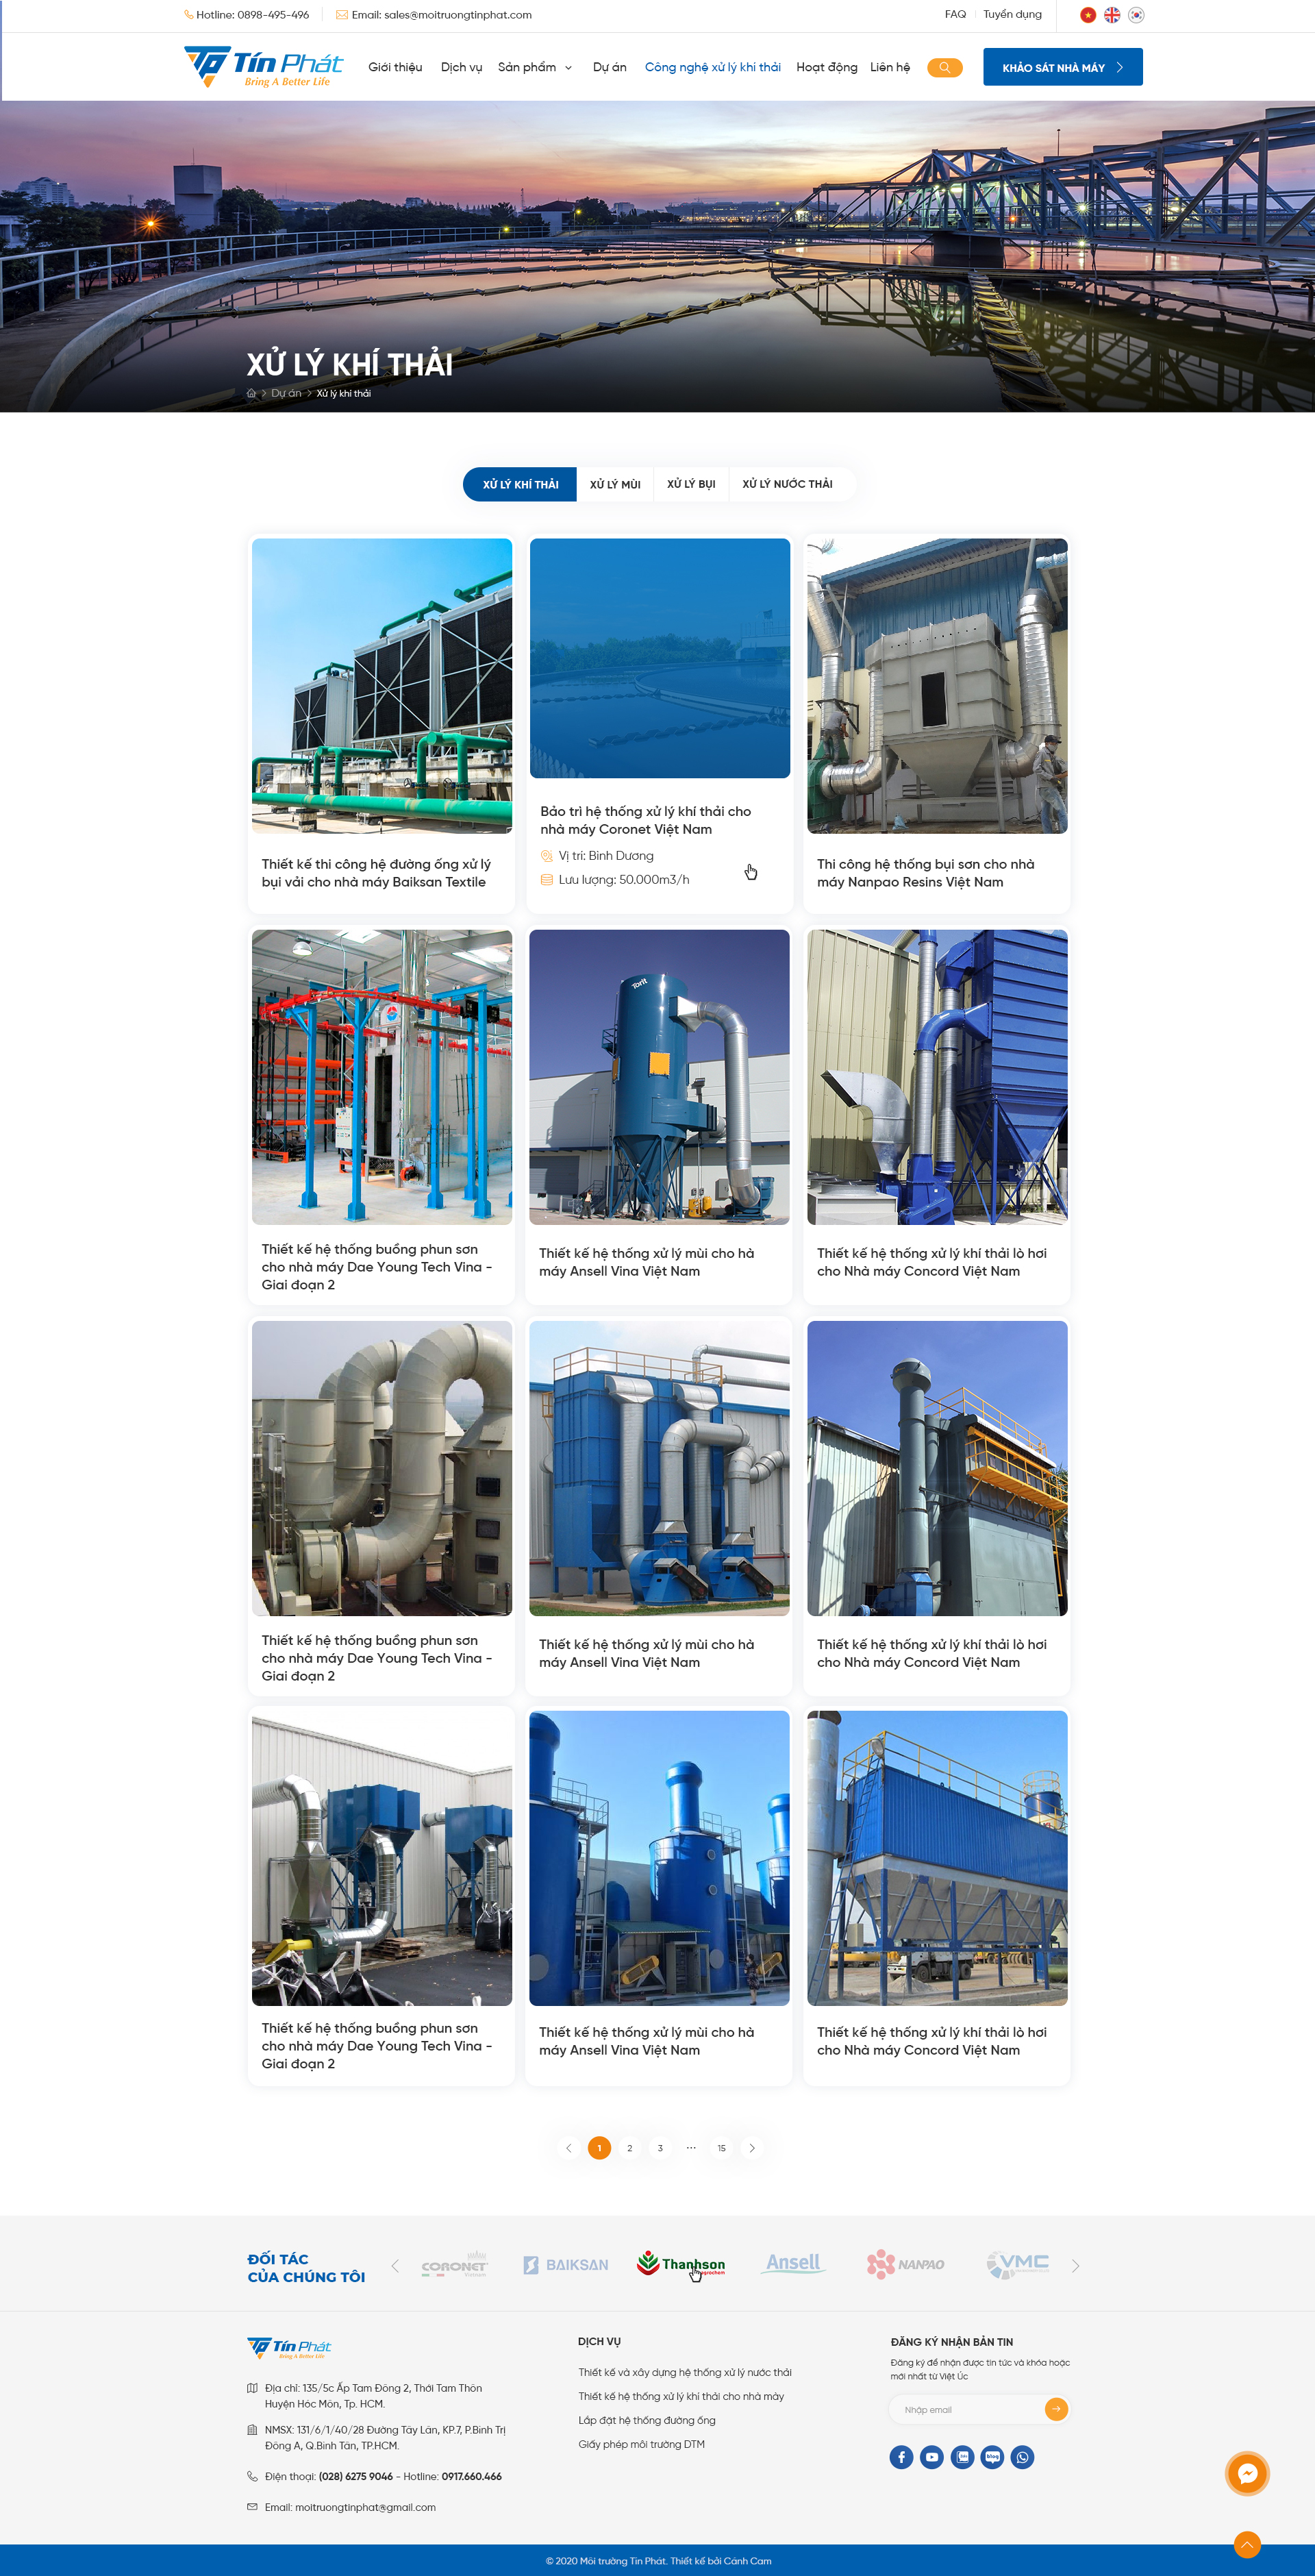 Hotline: 0898-495-496
Email: sales@moitruongtinphat.com
FAQ
Tuyển dụng
Tín Phát
Bring A Better Life
Giới thiệu
Dịch vụ
Sản phẩm
Dự án
Công nghệ xử lý khí thải
Hoạt động
Liên hệ
KHẢO SÁT NHÀ MÁY
XỬ LÝ KHÍ THẢI
Dự án
Xử lý khí thải
XỬ LÝ KHÍ THẢI
XỬ LÝ MÙI
XỬ LÝ BỤI
XỬ LÝ NƯỚC THẢI
Thiết kế thi công hệ đường ống xử lý
bụi vải cho nhà máy Baiksan Textile
Bảo trì hệ thống xử lý khí thải cho
nhà máy Coronet Việt Nam
Vị trí: Bình Dương
Lưu lượng: 50.000m3/h
Thi công hệ thống bụi sơn cho nhà
máy Nanpao Resins Việt Nam
Torit
Thiết kế hệ thống buồng phun sơn
cho nhà máy Dae Young Tech Vina -
Giai đoạn 2
Thiết kế hệ thống xử lý mùi cho hà
máy Ansell Vina Việt Nam
Thiết kế hệ thống xử lý khí thải lò hơi
cho Nhà máy Concord Việt Nam
Thiết kế hệ thống buồng phun sơn
cho nhà máy Dae Young Tech Vina -
Giai đoạn 2
Thiết kế hệ thống xử lý mùi cho hà
máy Ansell Vina Việt Nam
Thiết kế hệ thống xử lý khí thải lò hơi
cho Nhà máy Concord Việt Nam
Thiết kế hệ thống buồng phun sơn
cho nhà máy Dae Young Tech Vina -
Giai đoạn 2
Thiết kế hệ thống xử lý mùi cho hà
máy Ansell Vina Việt Nam
Thiết kế hệ thống xử lý khí thải lò hơi
cho Nhà máy Concord Việt Nam
1 2 3 ... 15
ĐỐI TÁC
CỦA CHÚNG TÔI
CORONET
Vietnam
BAIKSAN
Thanhson
Ansell
NANPAO
VMC
Tín Phát
Bring A Better Life
Địa chỉ: 135/5c Ấp Tam Đông 2, Thới Tam Thôn
Huyện Hóc Môn, Tp. HCM.
NMSX: 131/6/1/40/28 Đường Tây Lân, KP.7, P.Bình Trị
Đông A, Q.Bình Tân, TP.HCM.
Điện thoại: (028) 6275 9046 - Hotline: 0917.660.466
Email: moitruongtinphat@gmail.com
DỊCH VỤ
Thiết kế và xây dựng hệ thống xử lý nước thải
Thiết kế hệ thống xử lý khí thải cho nhà máy
Lắp đặt hệ thống đường ống
Giấy phép môi trường DTM
ĐĂNG KÝ NHẬN BẢN TIN
Đăng ký để nhận được tin tức và khóa hoặc
mới nhất từ Việt Úc
Nhập email
blog
© 2020 Môi trường Tín Phát. Thiết kế bởi Cánh Cam